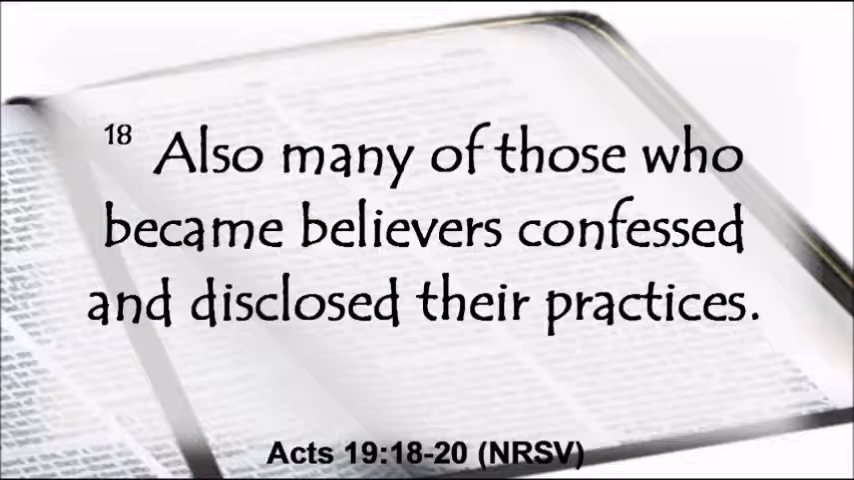 18 Also many of those who
became believers confessed
and disclosed their practices.
Acts 19:18-20 (NRSV)